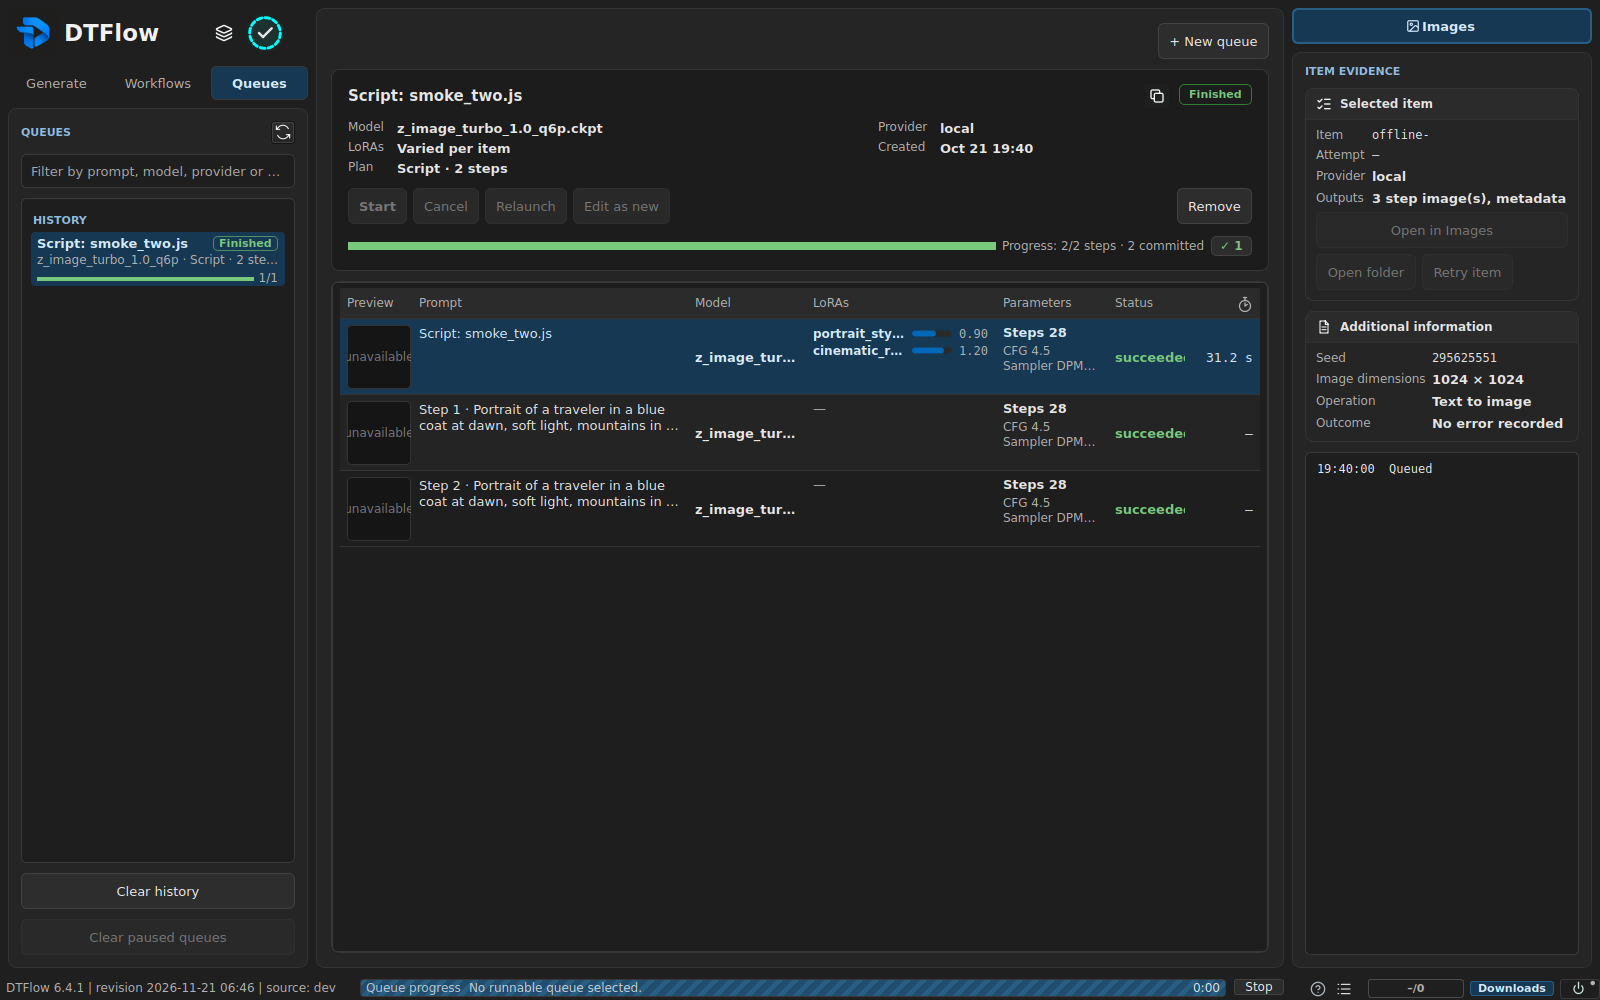 DTFlow
Generate
Workflows
Queues
QUEUES
Filter by prompt, model, provider or ...
HISTORY
Script: smoke_two.js
Finished
z_image_turbo_1.0_q6p · Script · 2 ste...
1/1
Clear history
Clear paused queues
+ New queue
Script: smoke_two.js
Finished
Model z_image_turbo_1.0_q6p.ckpt
LoRAs Varied per item
Plan Script · 2 steps
Provider local
Created Oct 21 19:40
Start
Cancel
Relaunch
Edit as new
Remove
Progress: 2/2 steps · 2 committed
✓ 1
Preview Prompt Model LoRAs Parameters Status
unavailable
Script: smoke_two.js
z_image_tur...
portrait_sty... 0.90
cinematic_r... 1.20
Steps 28
CFG 4.5
Sampler DPM...
succeeded
31.2 s
unavailable
Step 1 · Portrait of a traveler in a blue
coat at dawn, soft light, mountains in ...
z_image_tur...
—
Steps 28
CFG 4.5
Sampler DPM...
succeeded
—
unavailable
Step 2 · Portrait of a traveler in a blue
coat at dawn, soft light, mountains in ...
z_image_tur...
—
Steps 28
CFG 4.5
Sampler DPM...
succeeded
—
Images
ITEM EVIDENCE
Selected item
Item offline-
Attempt —
Provider local
Outputs 3 step image(s), metadata
Open in Images
Open folder
Retry item
Additional information
Seed 295625551
Image dimensions 1024 × 1024
Operation Text to image
Outcome No error recorded
19:40:00 Queued
DTFlow 6.4.1 | revision 2026-11-21 06:46 | source: dev
Queue progress No runnable queue selected. 0:00
Stop
-/0
Downloads